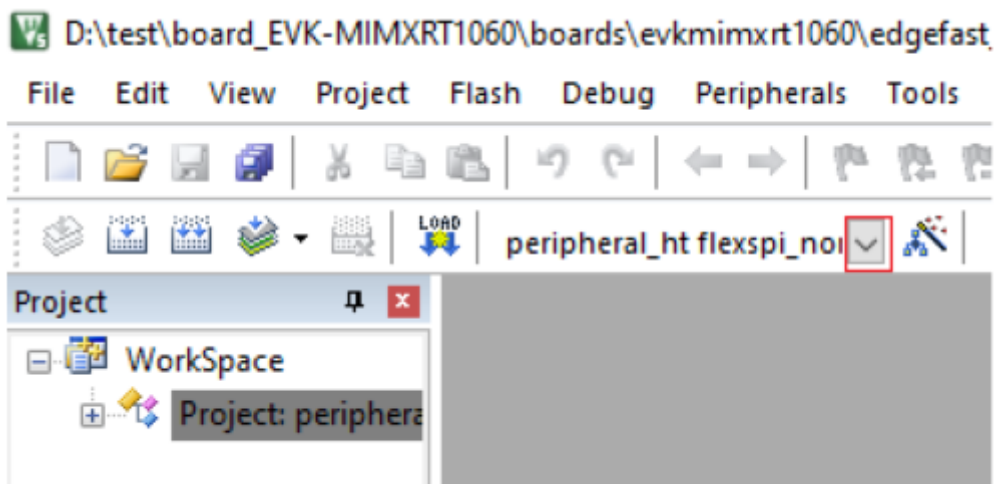 D:\test\board_EVK-MIMXRT1060\boards\evkmimxrt1060\edgefast_
File Edit View Project Flash Debug Peripherals Tools
LOAD peripheral_ht flexspi_nor
Project
WorkSpace
Project: periphera